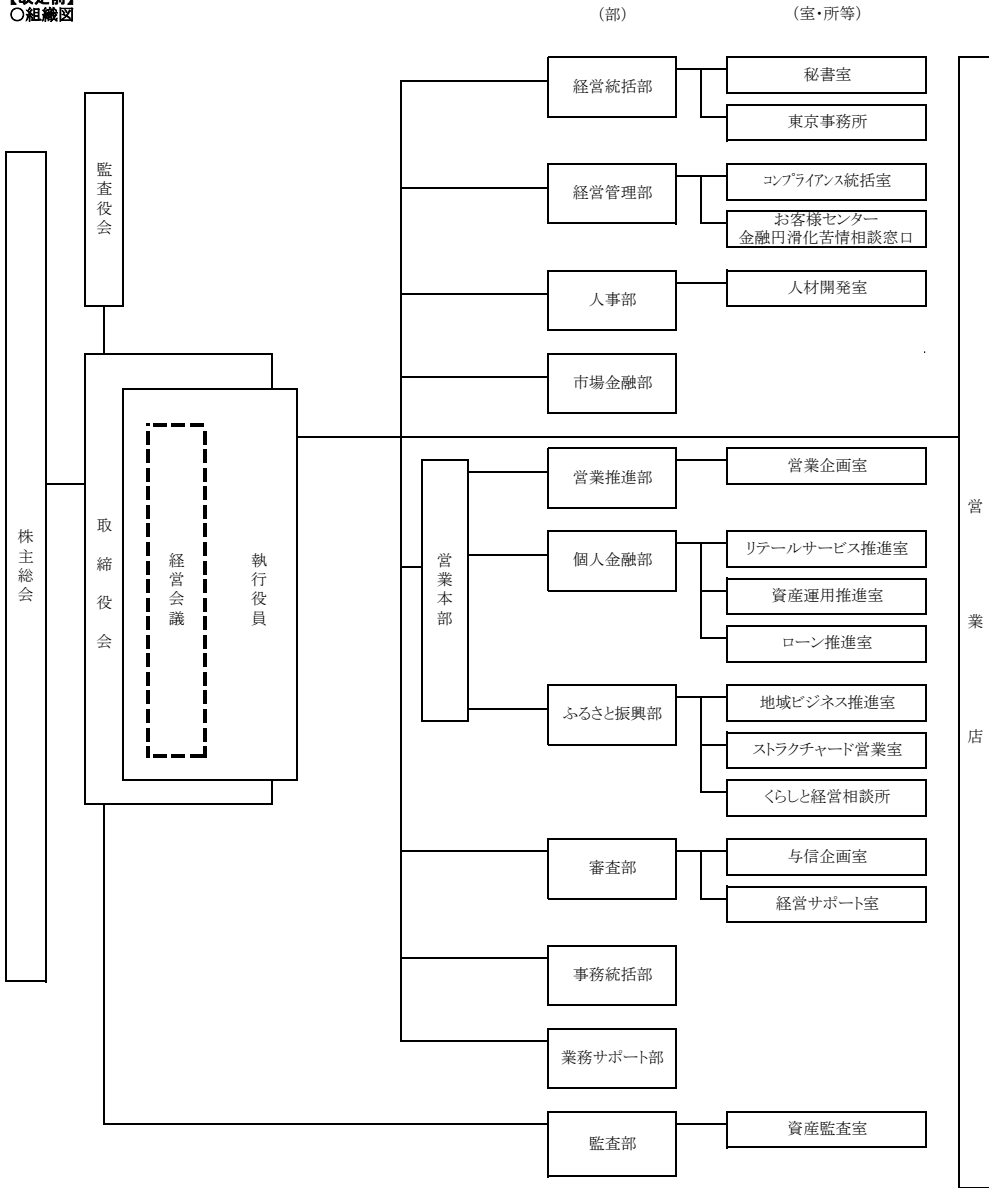 【改定前】
○組織図
(部)
(室・所等)
経営統括部
秘書室
東京事務所
監査役会
経営管理部
コンプライアンス統括室
お客様センター
金融円滑化苦情相談窓口
人事部
人材開発室
市場金融部
株主総会
取締役会
経営会議
執行役員
営業本部
営業推進部
営業企画室
個人金融部
リテールサービス推進室
資産運用推進室
ローン推進室
ふるさと振興部
地域ビジネス推進室
ストラクチャード営業室
くらしと経営相談所
審査部
与信企画室
経営サポート室
事務統括部
業務サポート部
監査部
資産監査室
営業店